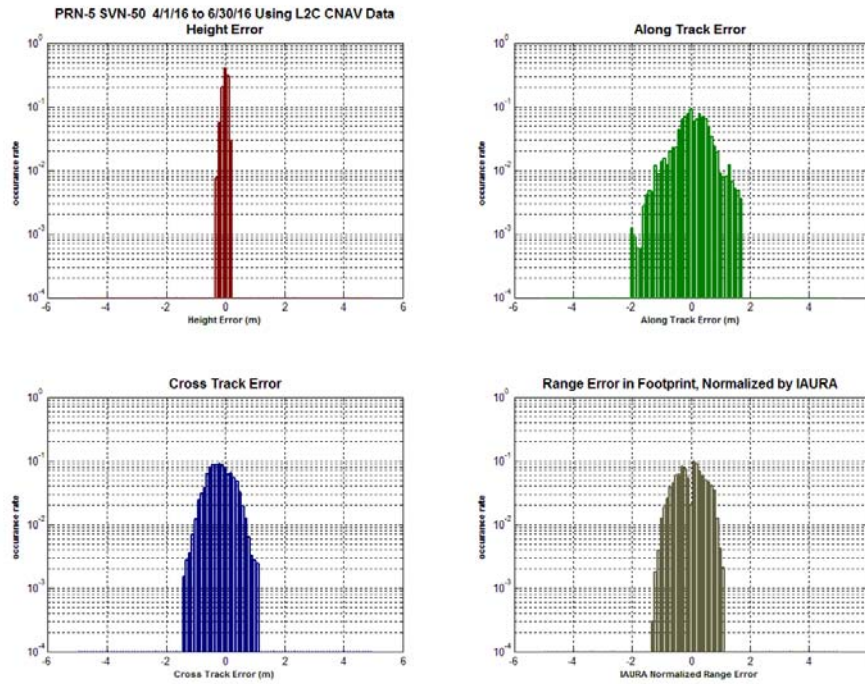 PRN-5 SVN-50 4/1/16 to 6/30/16 Using L2C CNAV Data
Height Error
10^0
10^-1
10^-2
10^-3
10^-4
occurance rate
-6 -4 -2 0 2 4 6
Height Error (m)
Along Track Error
10^0
10^-1
10^-2
10^-3
10^-4
occurance rate
-6 -4 -2 0 2 4 6
Along Track Error (m)
Cross Track Error
10^0
10^-1
10^-2
10^-3
10^-4
occurance rate
-6 -4 -2 0 2 4 6
Cross Track Error (m)
Range Error in Footprint, Normalized by IAURA
10^0
10^-1
10^-2
10^-3
10^-4
occurance rate
-6 -4 -2 0 2 4 6
IAURA Normalized Range Error